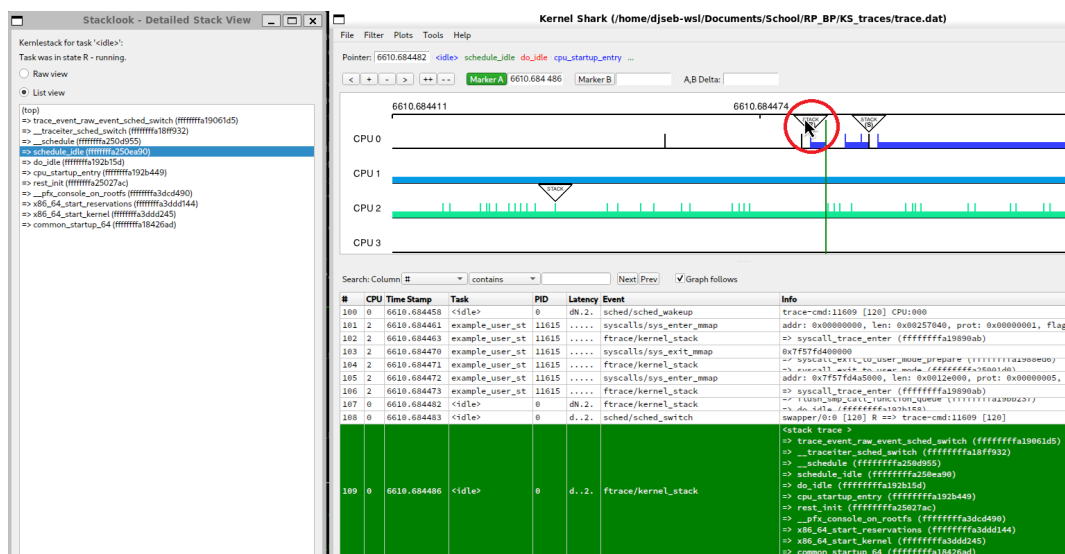 Stacklook - Detailed Stack View
Kernlestack for task '<idle>':
Task was in state R - running.
Raw view
List view
(top)
=> trace_event_raw_event_sched_switch (ffffffffa19061d5)
=> __traceiter_sched_switch (ffffffffa18ff932)
=> __schedule (ffffffffa250d955)
=> schedule_idle (ffffffffa250ea90)
=> do_idle (ffffffffa192b15d)
=> cpu_startup_entry (ffffffffa192b449)
=> rest_init (ffffffffa25027ac)
=> __pfx_console_on_rootfs (ffffffffa3dcd490)
=> x86_64_start_reservations (ffffffffa3ddd144)
=> x86_64_start_kernel (ffffffffa3ddd245)
=> common_startup_64 (ffffffffa18426ad)
Kernel Shark (/home/djseb-wsl/Documents/School/RP_BP/KS_traces/trace.dat)
File Filter Plots Tools Help
Pointer: 6610.684482 <idle> schedule_idle do_idle cpu_startup_entry ...
< + - > ++ -- Marker A 6610.684 486 Marker B A,B Delta:
6610.684411 6610.684474
STACK STACK
(S)
CPU 0
CPU 1
STACK
CPU 2
CPU 3
Search: Column # contains Next Prev Graph follows
# CPU Time Stamp Task PID Latency Event Info
100 0 6610.684458 <idle> 0 dN.2. sched/sched_wakeup trace-cmd:11609 [120] CPU:000
101 2 6610.684461 example_user_st 11615 ..... syscalls/sys_enter_mmap addr: 0x00000000, len: 0x00257040, prot: 0x00000001, flag
102 2 6610.684463 example_user_st 11615 ..... ftrace/kernel_stack => syscall_trace_enter (ffffffffa19890ab)
103 2 6610.684470 example_user_st 11615 ..... syscalls/sys_exit_mmap 0x7f57fd400000
104 2 6610.684471 example_user_st 11615 ..... ftrace/kernel_stack => syscall_exit_to_user_mode_prepare
=> syscall_exit_to_user_mode
105 2 6610.684472 example_user_st 11615 ..... syscalls/sys_enter_mmap addr: 0x7f57fd4a5000, len: 0x0012e000, prot: 0x00000005,
106 2 6610.684473 example_user_st 11615 ..... ftrace/kernel_stack => syscall_trace_enter (ffffffffa19890ab)
107 0 6610.684482 <idle> 0 dN.2. ftrace/kernel_stack => flush_smp_call_function_queue
=> do_idle (ffffffffa192b158)
108 0 6610.684483 <idle> 0 d..2. sched/sched_switch swapper/0:0 [120] R ==> trace-cmd:11609 [120]
109 0 6610.684486 <idle> 0 d..2. ftrace/kernel_stack
<stack trace >
=> trace_event_raw_event_sched_switch (ffffffffa19061d5)
=> __traceiter_sched_switch (ffffffffa18ff932)
=> __schedule (ffffffffa250d955)
=> schedule_idle (ffffffffa250ea90)
=> do_idle (ffffffffa192b15d)
=> cpu_startup_entry (ffffffffa192b449)
=> rest_init (ffffffffa25027ac)
=> __pfx_console_on_rootfs (ffffffffa3dcd490)
=> x86_64_start_reservations (ffffffffa3ddd144)
=> x86_64_start_kernel (ffffffffa3ddd245)
=> common_startup_64 (ffffffffa18426ad)